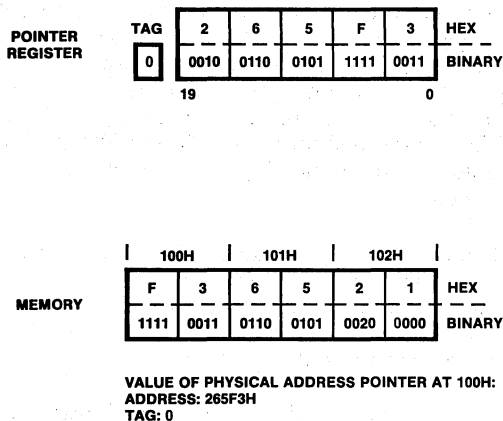 POINTER REGISTER
TAG 2 6 5 F 3 HEX
0 0010 0110 0101 1111 0011 BINARY
19 0
100H 101H 102H
MEMORY
F 3 6 5 2 1 HEX
1111 0011 0110 0101 0020 0000 BINARY
VALUE OF PHYSICAL ADDRESS POINTER AT 100H:
ADDRESS: 265F3H
TAG: 0